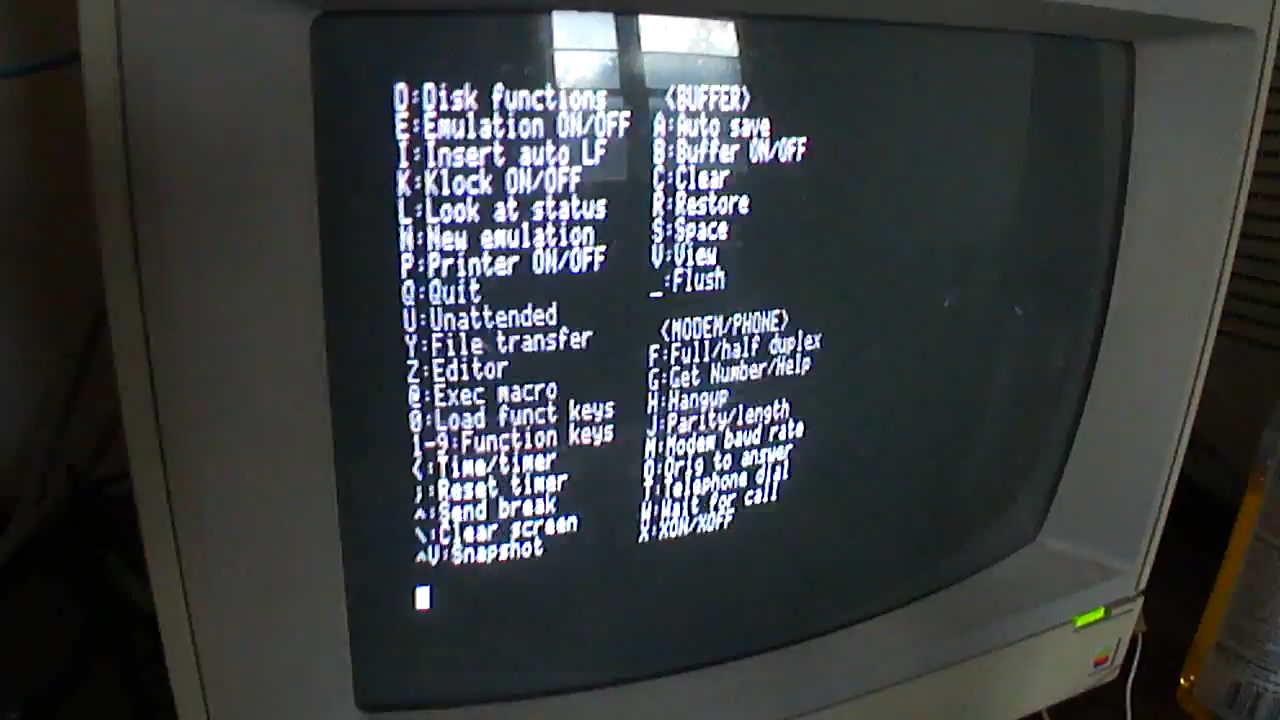 D:Disk functions
E:Emulation ON/OFF
I:Insert auto LF
K:Klock ON/OFF
L:Look at status
N:New emulation
P:Printer ON/OFF
Q:Quit
U:Unattended
Y:File transfer
Z:Editor
@:Exec macro
0:Load funct keys
1-9:Function keys
<:Time/timer
;:Reset timer
^:Send break
\:Clear screen
^V:Snapshot
<BUFFER>
A:Auto save
B:Buffer ON/OFF
C:Clear
R:Restore
S:Space
V:View
_:Flush
<MODEM/PHONE>
F:Full/half duplex
G:Get Number/Help
H:Hangup
J:Parity/length
M:Modem baud rate
O:Orig to answer
T:Telephone dial
W:Wait for call
X:XON/XOFF